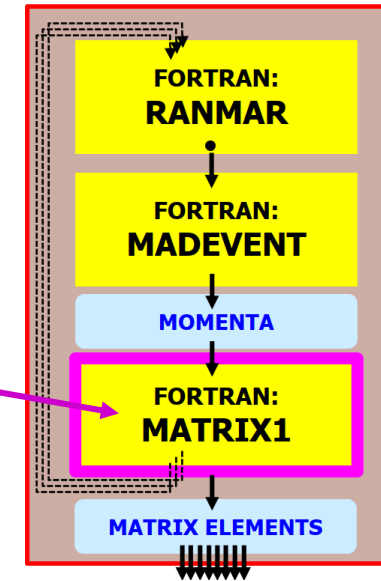 FORTRAN:
RANMAR
FORTRAN:
MADEVENT
MOMENTA
FORTRAN:
MATRIX1
MATRIX ELEMENTS